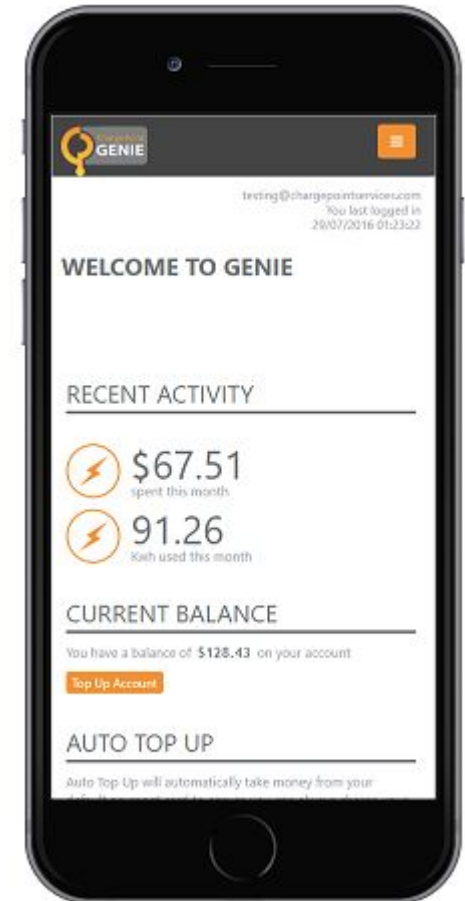 ChargePoint
GENIE
testing@chargepointservices.com
You last logged in
29/07/2016 01:23:22
WELCOME TO GENIE
RECENT ACTIVITY
$67.51
spent this month
91.26
Kwh used this month
CURRENT BALANCE
You have a balance of $128.43 on your account
Top Up Account
AUTO TOP UP
Auto Top Up will automatically take money from your